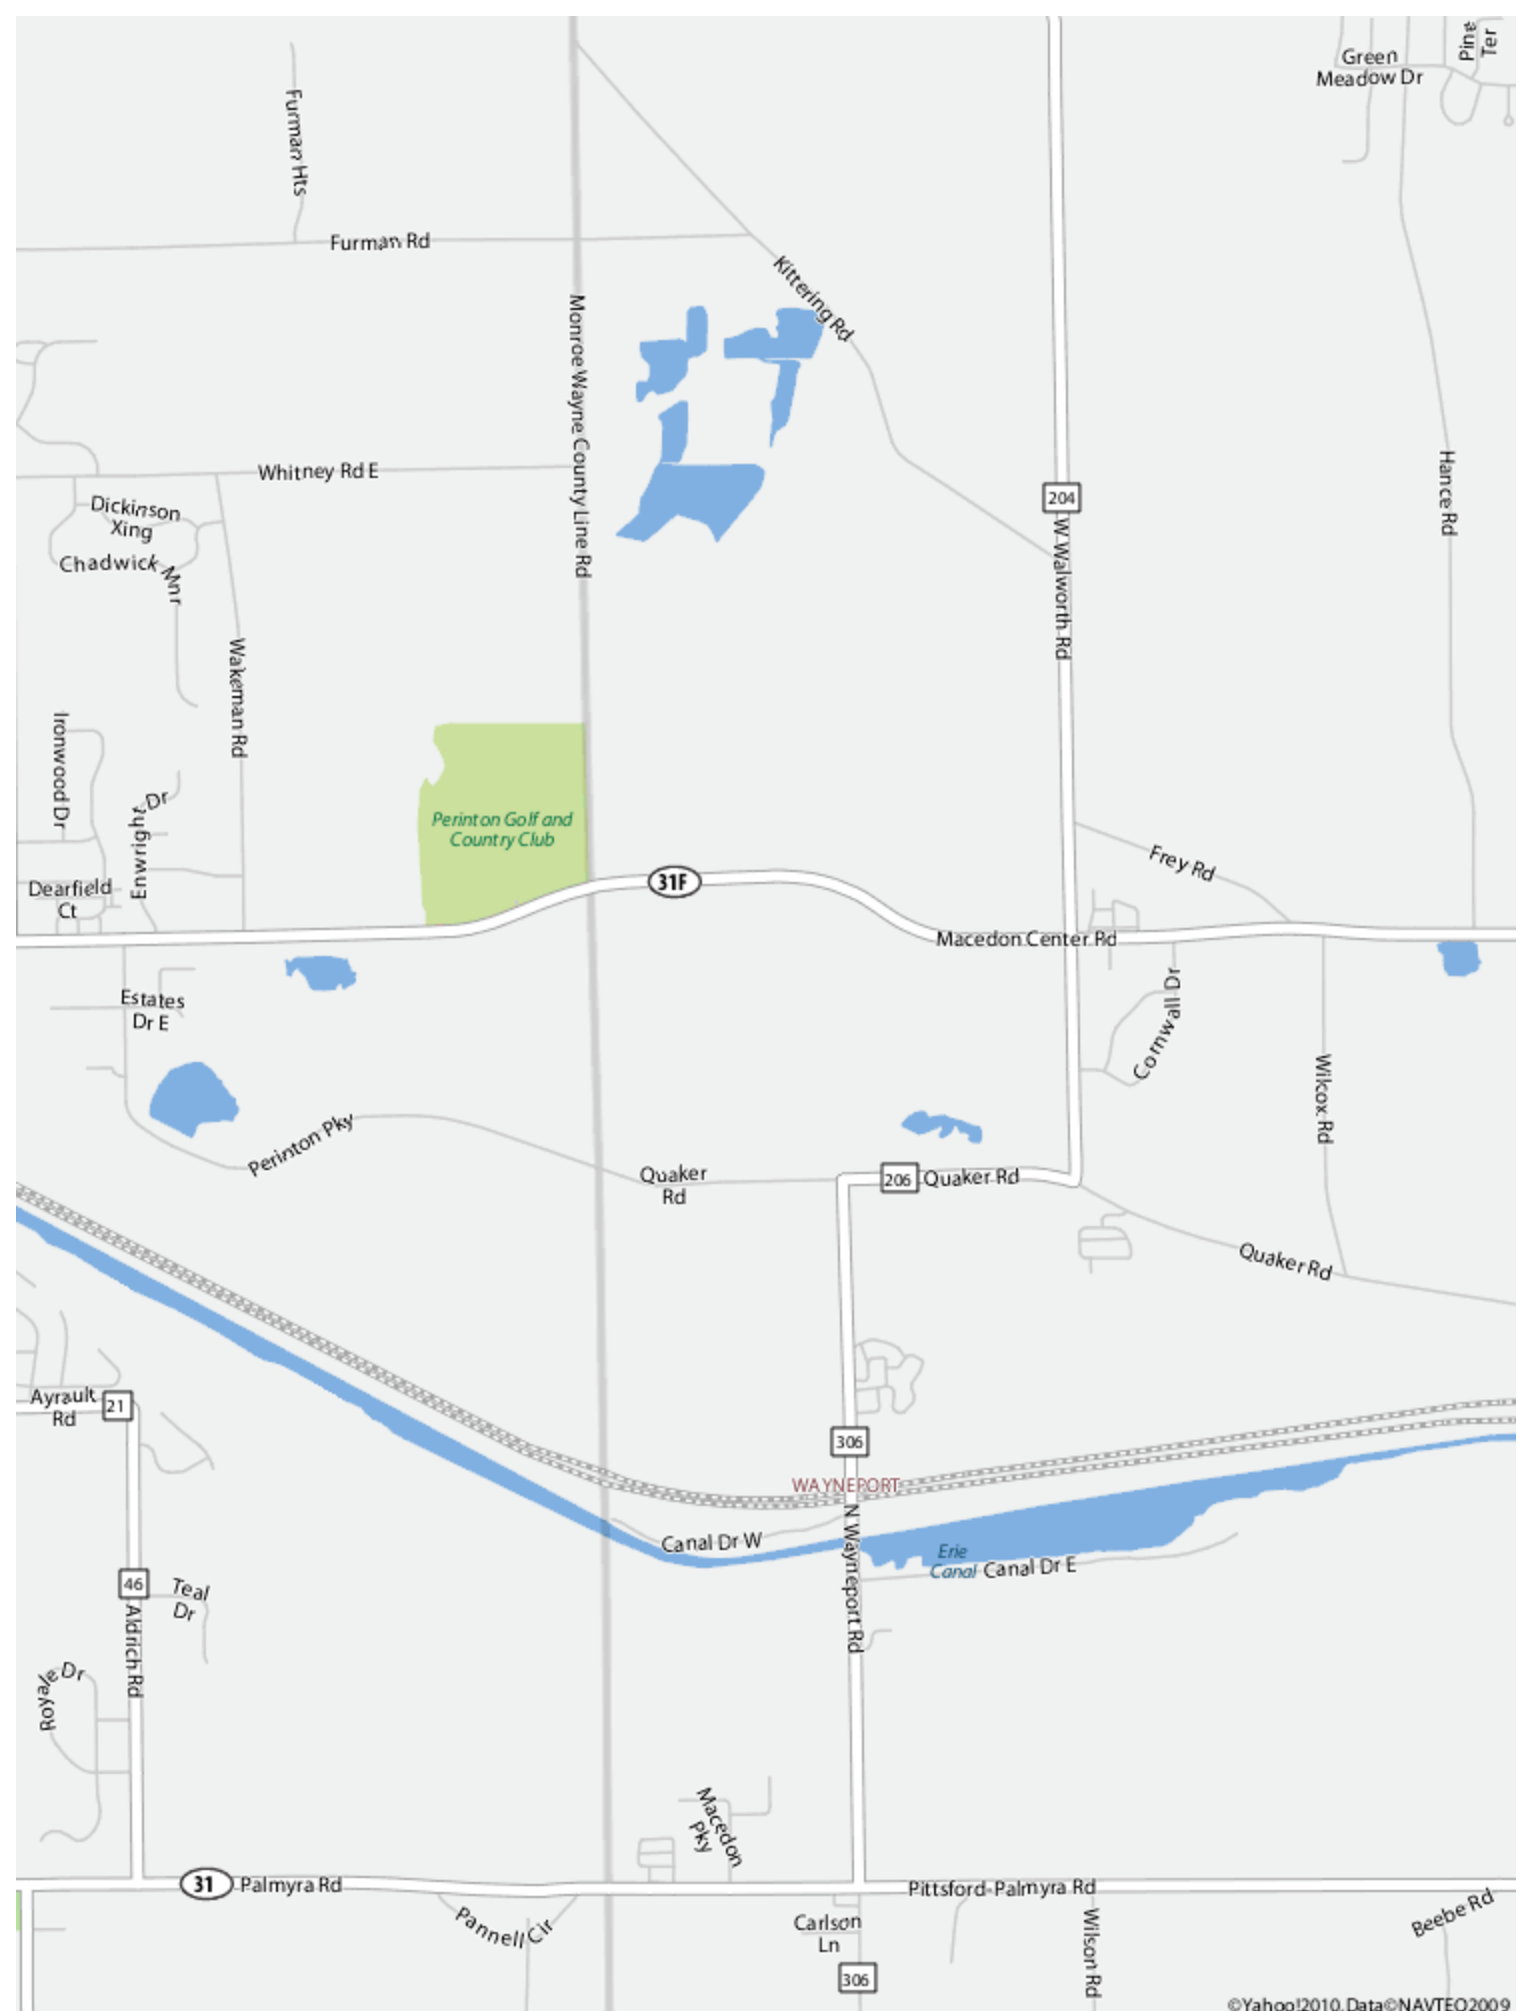 Pine
Ter
Green
Meadow Dr
Furman Hts
Furman Rd
Kittering Rd
Monroe Wayne County Line Rd
Whitney Rd E
204
Hance Rd
Dickinson
Xing
Chadwick Mnr
W Walworth Rd
Wakeman Rd
Ironwood Dr
Enwright Dr
Perinton Golf and
Country Club
Frey Rd
31F
Dearfield
Ct
Macedon Center Rd
Estates
Dr E
Cornwall Dr
Wilcox Rd
Perinton Pky
Quaker
Rd
206
Quaker Rd
Quaker Rd
Ayrault
Rd
21
306
WAYNEPORT
Canal Dr W
N Wayneport Rd
Erie
Canal
Canal Dr E
46
Teal
Dr
Aldrich Rd
Royale Dr
Macedon
Pky
31
Palmyra Rd
Pittsford-Palmyra Rd
Pannell Cir
Carlson
Ln
Wilson Rd
Beebe Rd
306
©Yahoo!2010,Data©NAVTEQ2009